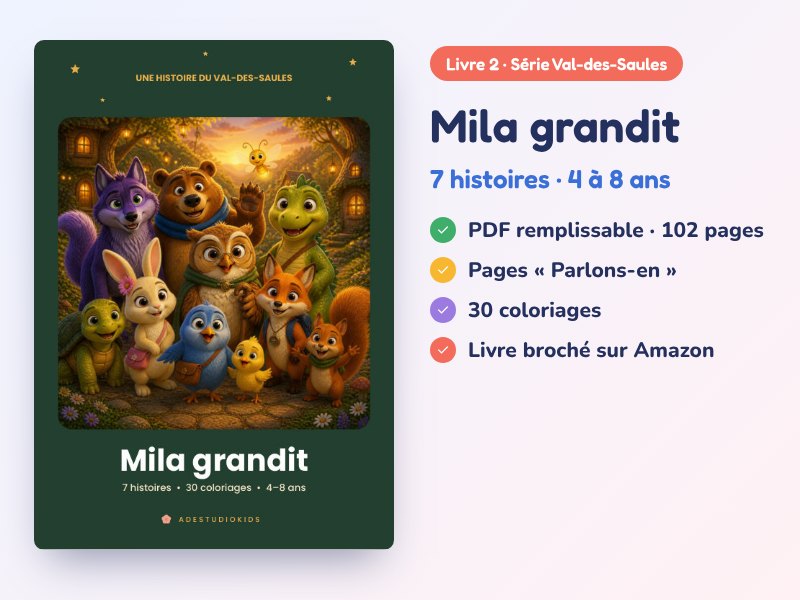 UNE HISTOIRE DU VAL-DES-SAULES
Mila grandit
7 histoires • 30 coloriages • 4–8 ans
ADESTUDIOKIDS
Livre 2 · Série Val-des-Saules
Mila grandit
7 histoires · 4 à 8 ans
PDF remplissable · 102 pages
Pages « Parlons-en »
30 coloriages
Livre broché sur Amazon